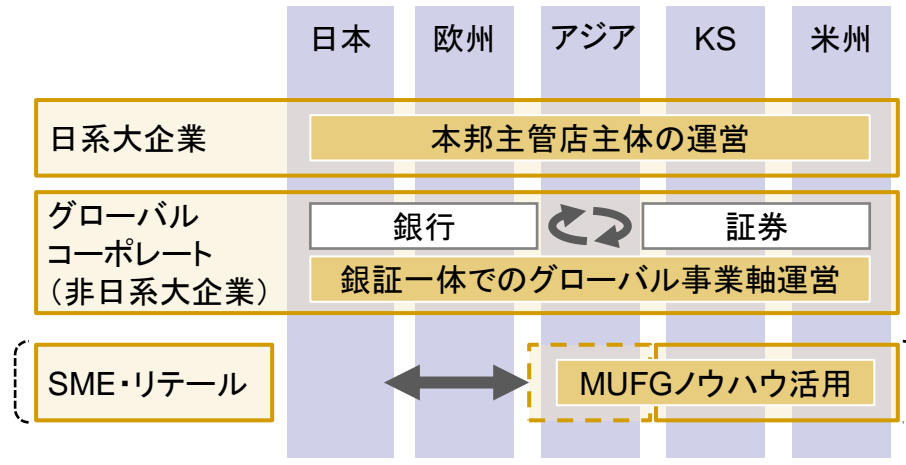 日本 欧州 アジア KS 米州
日系大企業 本邦主管店主体の運営
グローバル
コーポレート
（非日系大企業）
銀行 証券
銀証一体でのグローバル事業軸運営
SME・リテール MUFGノウハウ活用